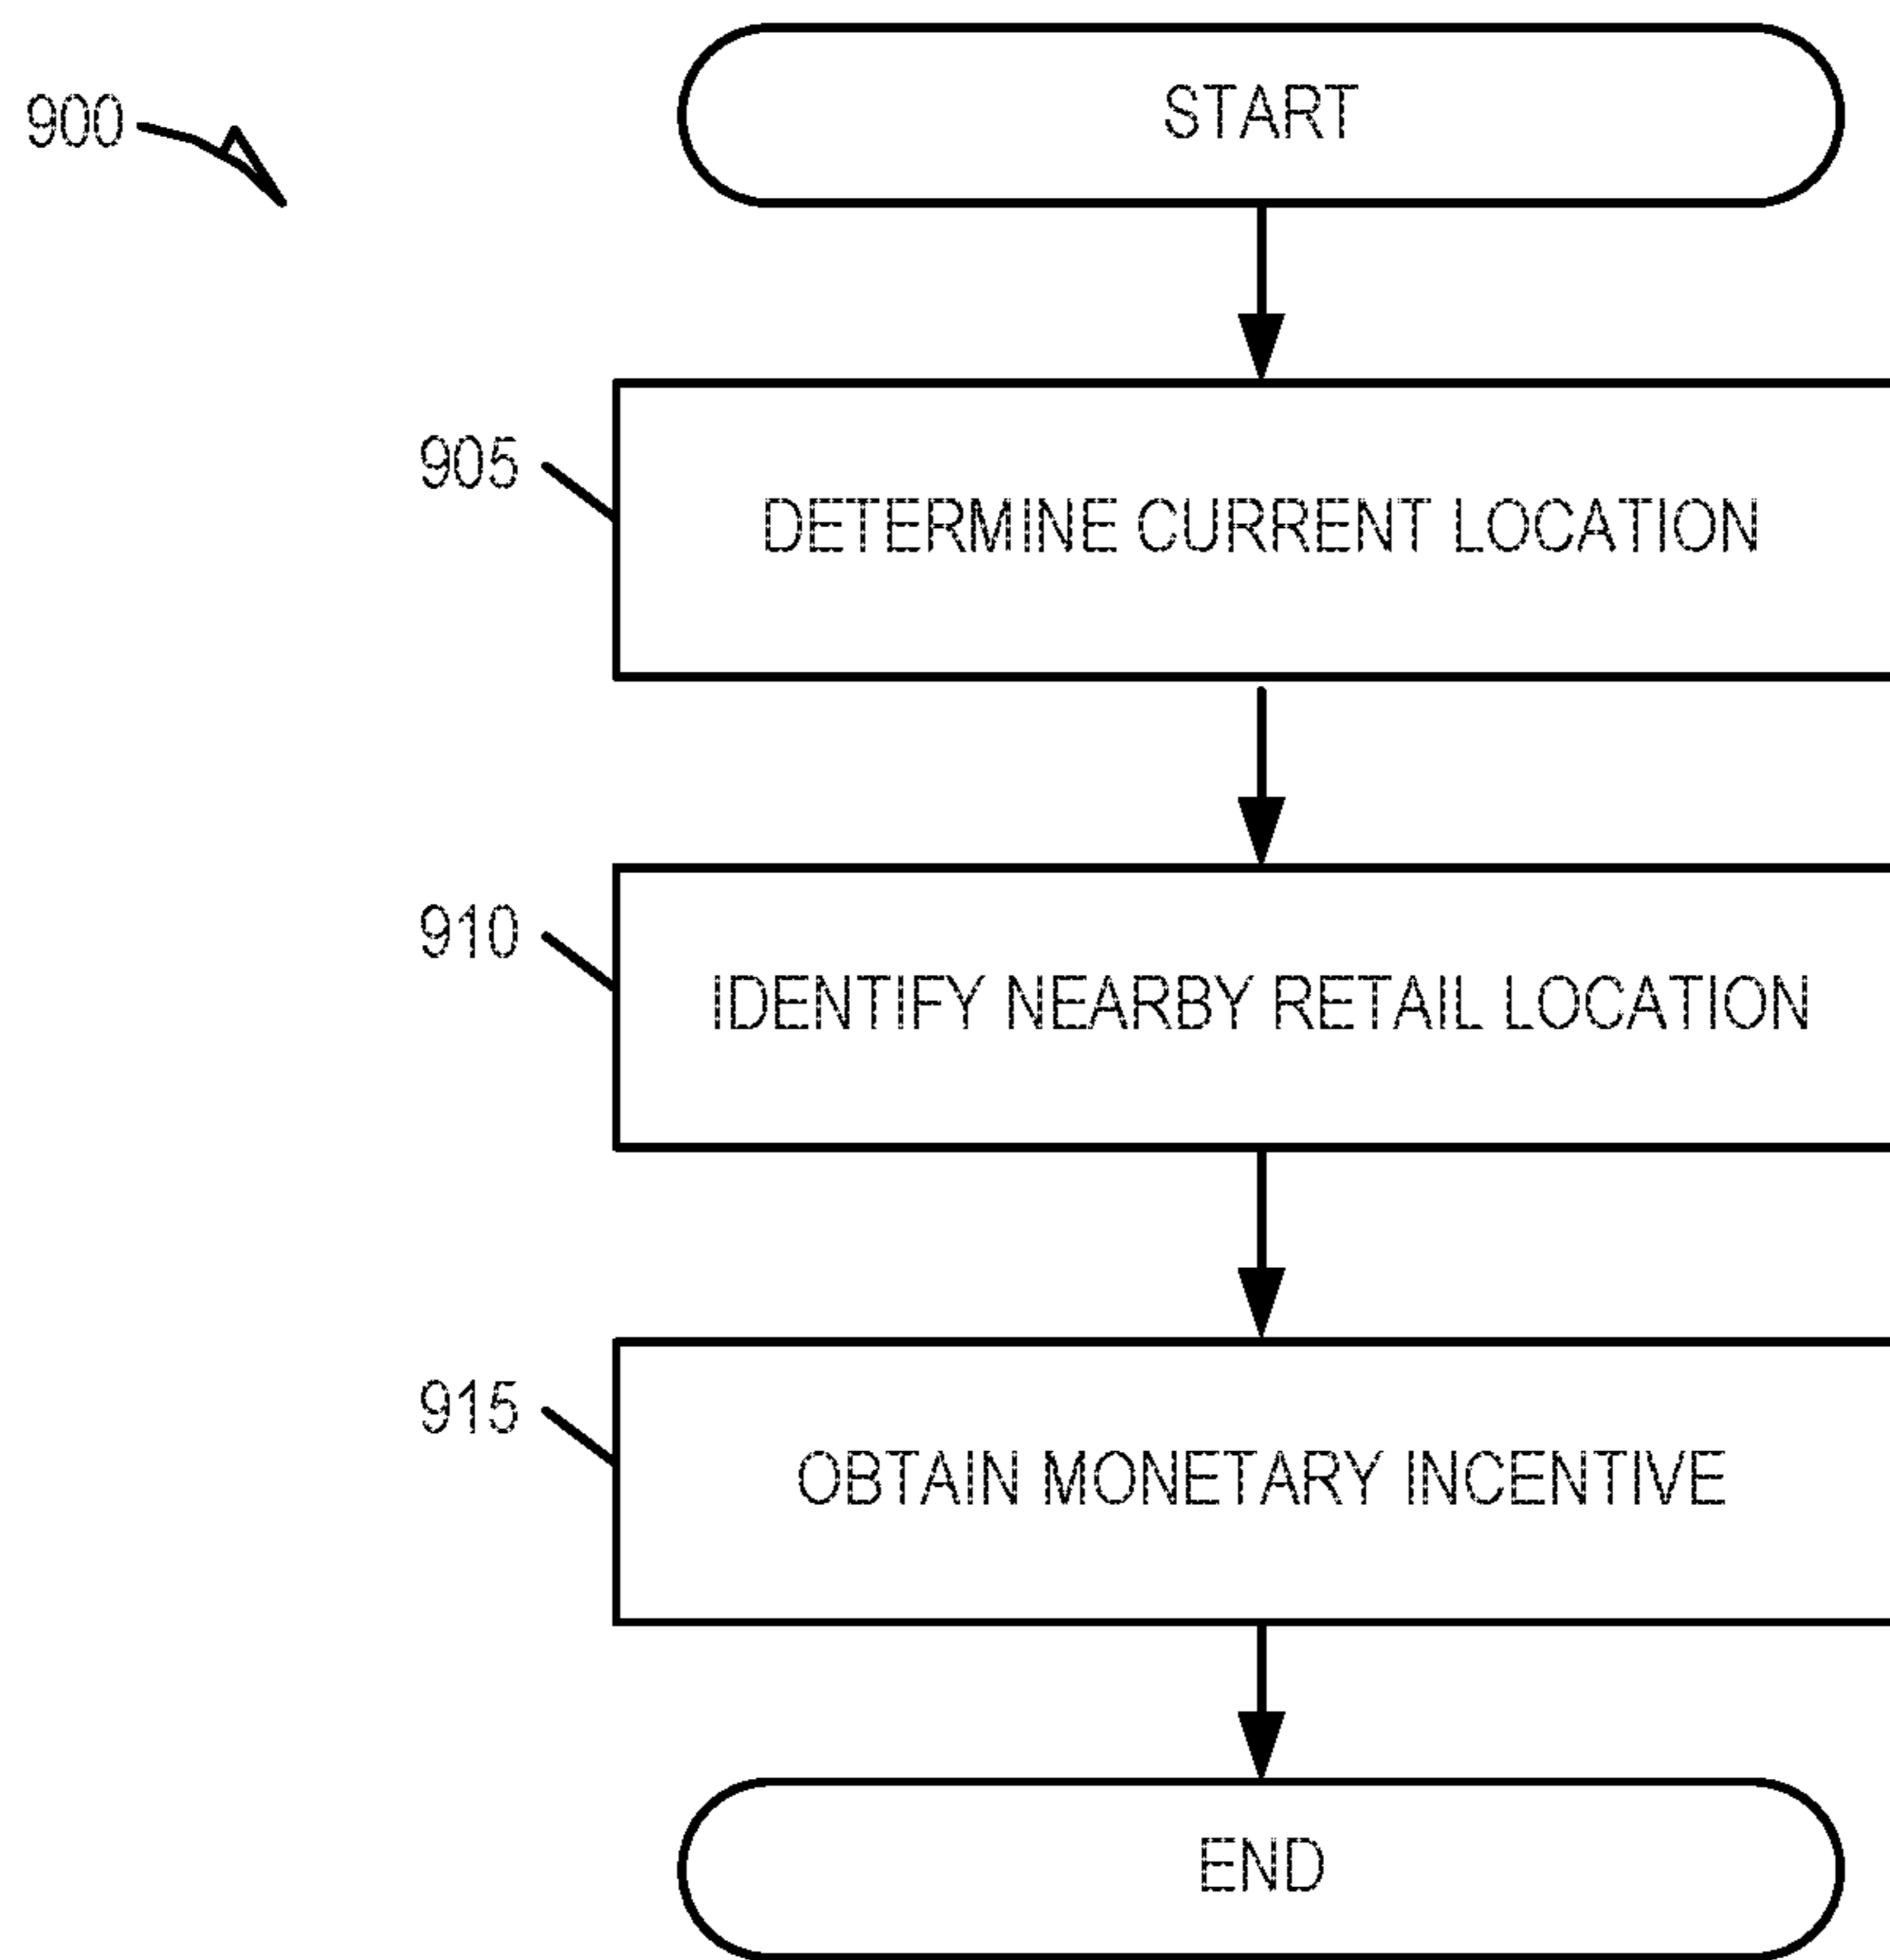 900
START
905
DETERMINE CURRENT LOCATION
910
IDENTIFY NEARBY RETAIL LOCATION
915
OBTAIN MONETARY INCENTIVE
END